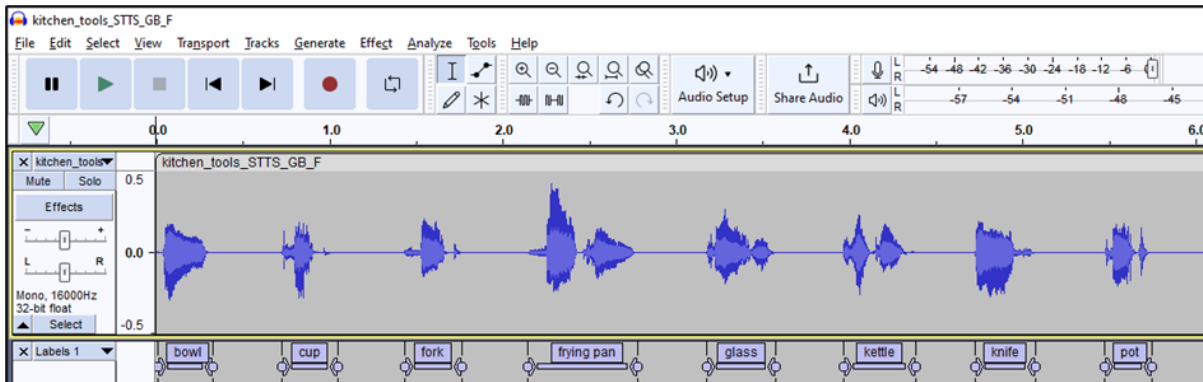 kitchen_tools_STTS_GB_F
File Edit Select View Transport Tracks Generate Effect Analyze Tools Help
Audio Setup
Share Audio
L
R
-54 -48 -42 -36 -30 -24 -18 -12 -6 0
L
R
-57 -54 -51 -48 -45
0.0 1.0 2.0 3.0 4.0 5.0 6.0
kitchen_tools
kitchen_tools_STTS_GB_F
Mute Solo
Effects
- +
L R
Mono, 16000Hz
32-bit float
Select
0.5
0.0
-0.5
Labels 1
bowl cup fork frying pan glass kettle knife pot